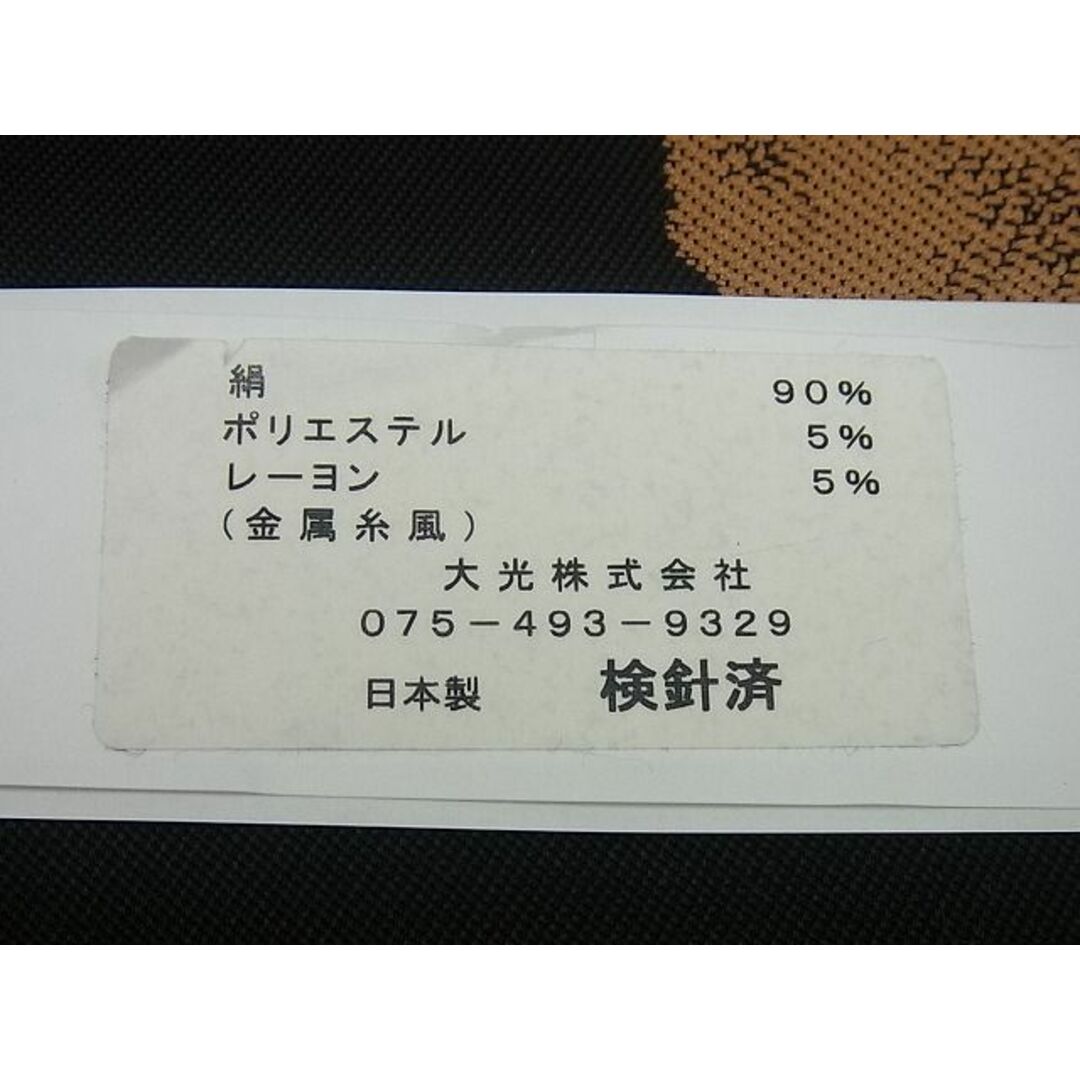 絹 90%
ポリエステル 5%
レーヨン 5%
(金属糸風)
大光株式会社
075-493-9329
日本製 検針済